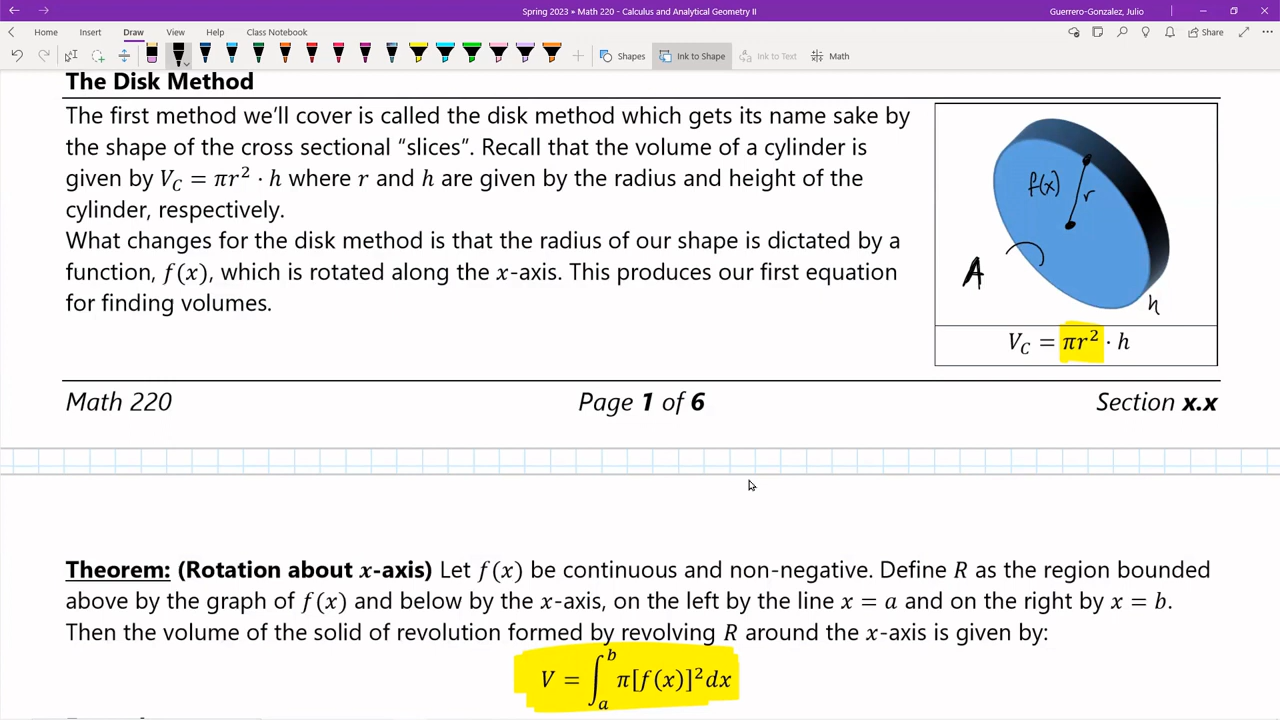 Spring 2023 » Math 220 - Calculus and Analytical Geometry II
Guerrero-Gonzalez, Julio
Home Insert Draw View Help Class Notebook
Share
Shapes Ink to Shape Ink to Text Math
The Disk Method
The first method we'll cover is called the disk method which gets its name sake by
the shape of the cross sectional "slices". Recall that the volume of a cylinder is
given by V_C = πr² · h where r and h are given by the radius and height of the
cylinder, respectively.
What changes for the disk method is that the radius of our shape is dictated by a
function, f(x), which is rotated along the x-axis. This produces our first equation
for finding volumes.
f(x)
r
A
h
V_C = πr² · h
Math 220 Page 1 of 6 Section x.x
Theorem: (Rotation about x-axis) Let f(x) be continuous and non-negative. Define R as the region bounded
above by the graph of f(x) and below by the x-axis, on the left by the line x = a and on the right by x = b.
Then the volume of the solid of revolution formed by revolving R around the x-axis is given by:
V = ∫_a^b π[f(x)]² dx